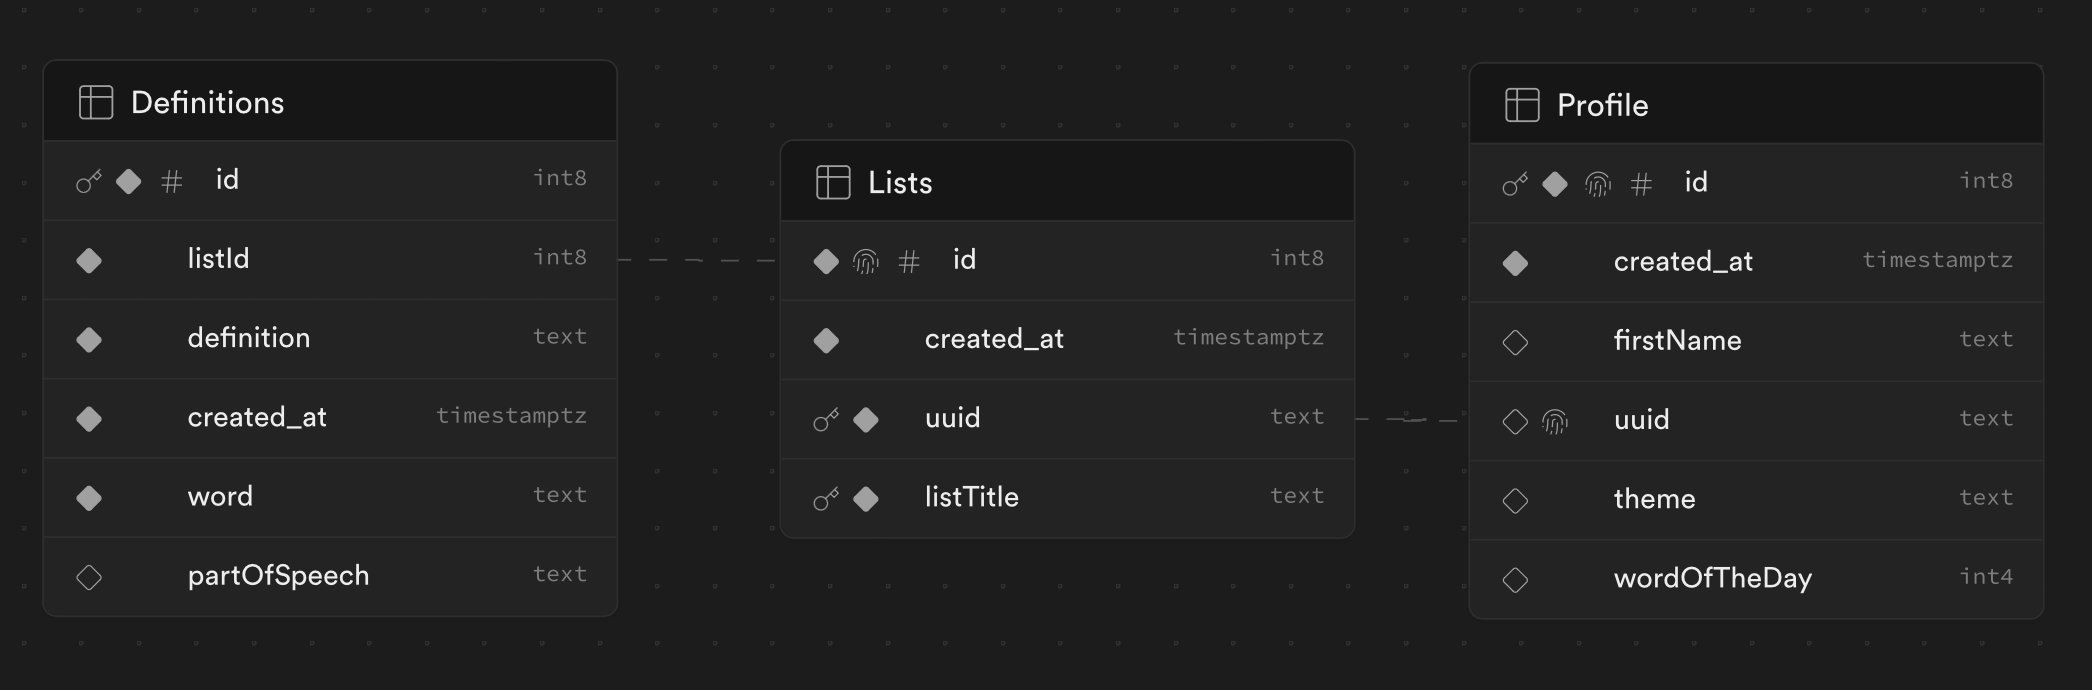 Definitions
id int8
listId int8
definition text
created_at timestamptz
word text
partOfSpeech text
Lists
id int8
created_at timestamptz
uuid text
listTitle text
Profile
id int8
created_at timestamptz
firstName text
uuid text
theme text
wordOfTheDay int4